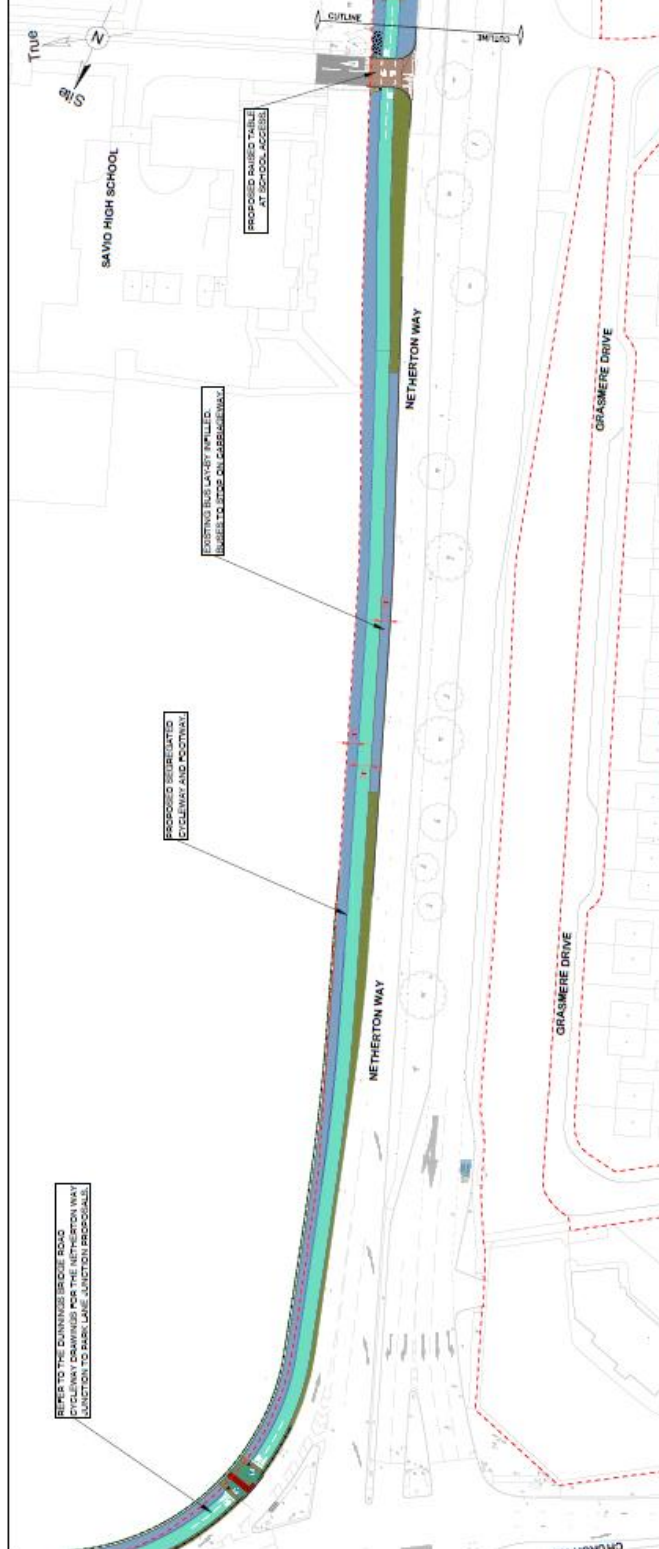 True
N
Site
CUTLINE
CUTLINE
SAVIO HIGH SCHOOL
PROPOSED RAISED TABLE
AT SCHOOL ACCESS.
NETHERTON WAY
GRASMERE DRIVE
EXISTING BUS LAY-BY INFILLED.
BUSES TO STOP ON CARRIAGEWAY.
PROPOSED SEGREGATED
CYCLEWAY AND FOOTWAY.
NETHERTON WAY
GRASMERE DRIVE
REFER TO THE DUNNINGS BRIDGE ROAD
CYCLEWAY DRAWINGS FOR THE NETHERTON WAY
JUNCTION TO PARK LANE JUNCTION PROPOSALS.